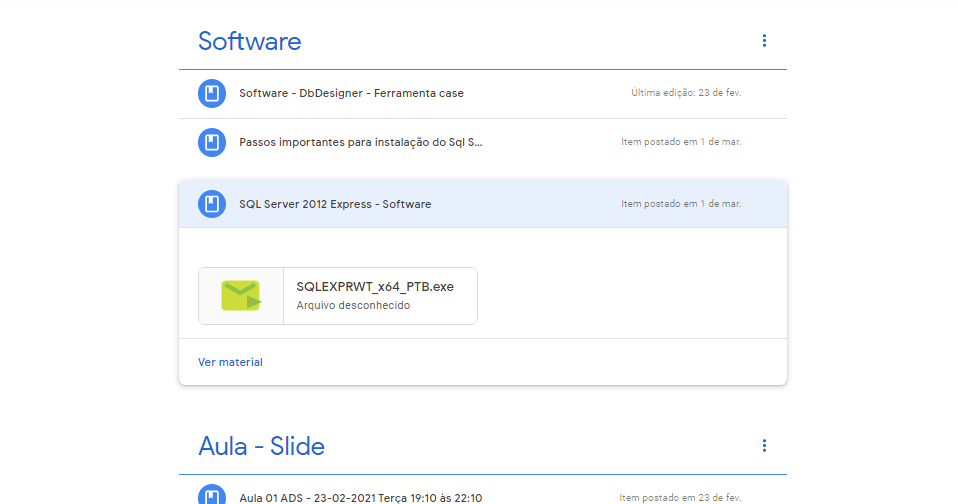 Software
Software - DbDesigner - Ferramenta case
Última edição: 23 de fev.
Passos importantes para instalação do Sql S...
Item postado em 1 de mar.
SQL Server 2012 Express - Software
Item postado em 1 de mar.
SQLEXPRWT_x64_PTB.exe
Arquivo desconhecido
Ver material
Aula - Slide
Aula 01 ADS - 23-02-2021 Terça 19:10 às 22:10
Item postado em 23 de fev.